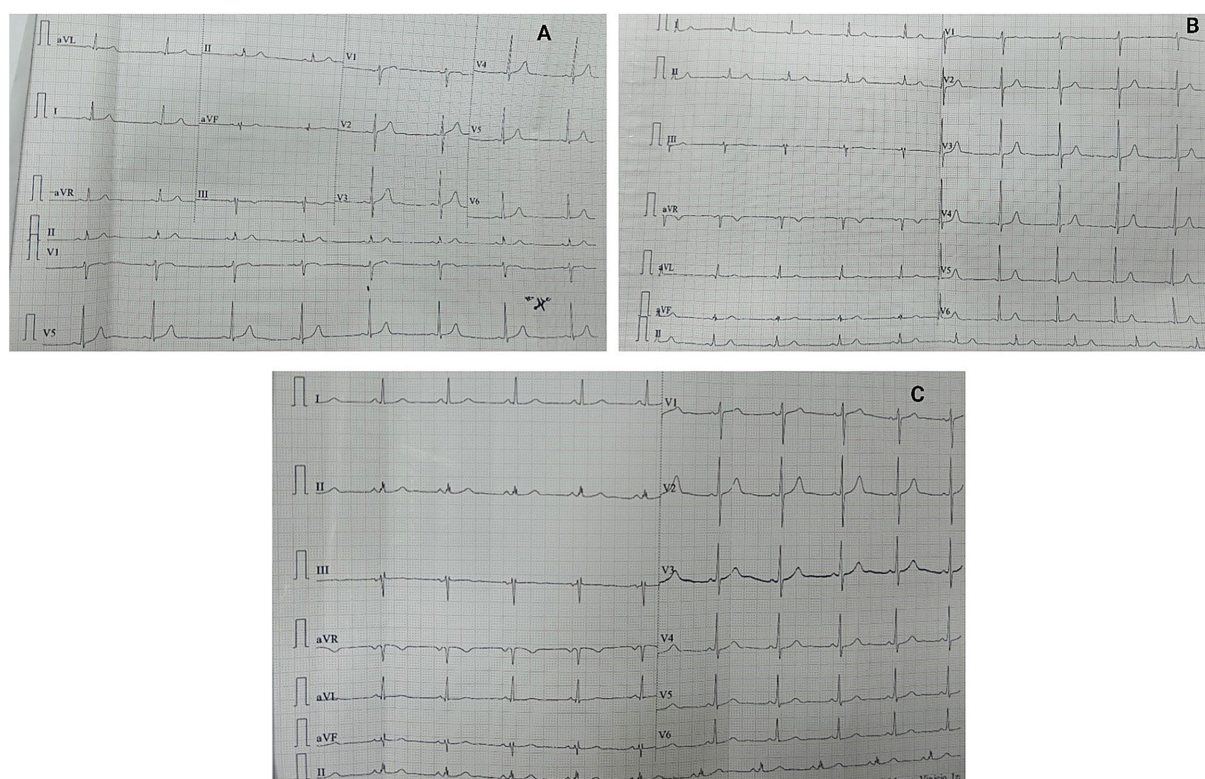 A
aVL II V1 V4
I aVF V2 V5
-aVR III V3 V6
II
V1
V5
B
V1
II V2
III V3
aVR V4
aVL V5
aVF V6
II
C
I V1
II V2
III V3
aVR V4
aVL V5
aVF V6
II